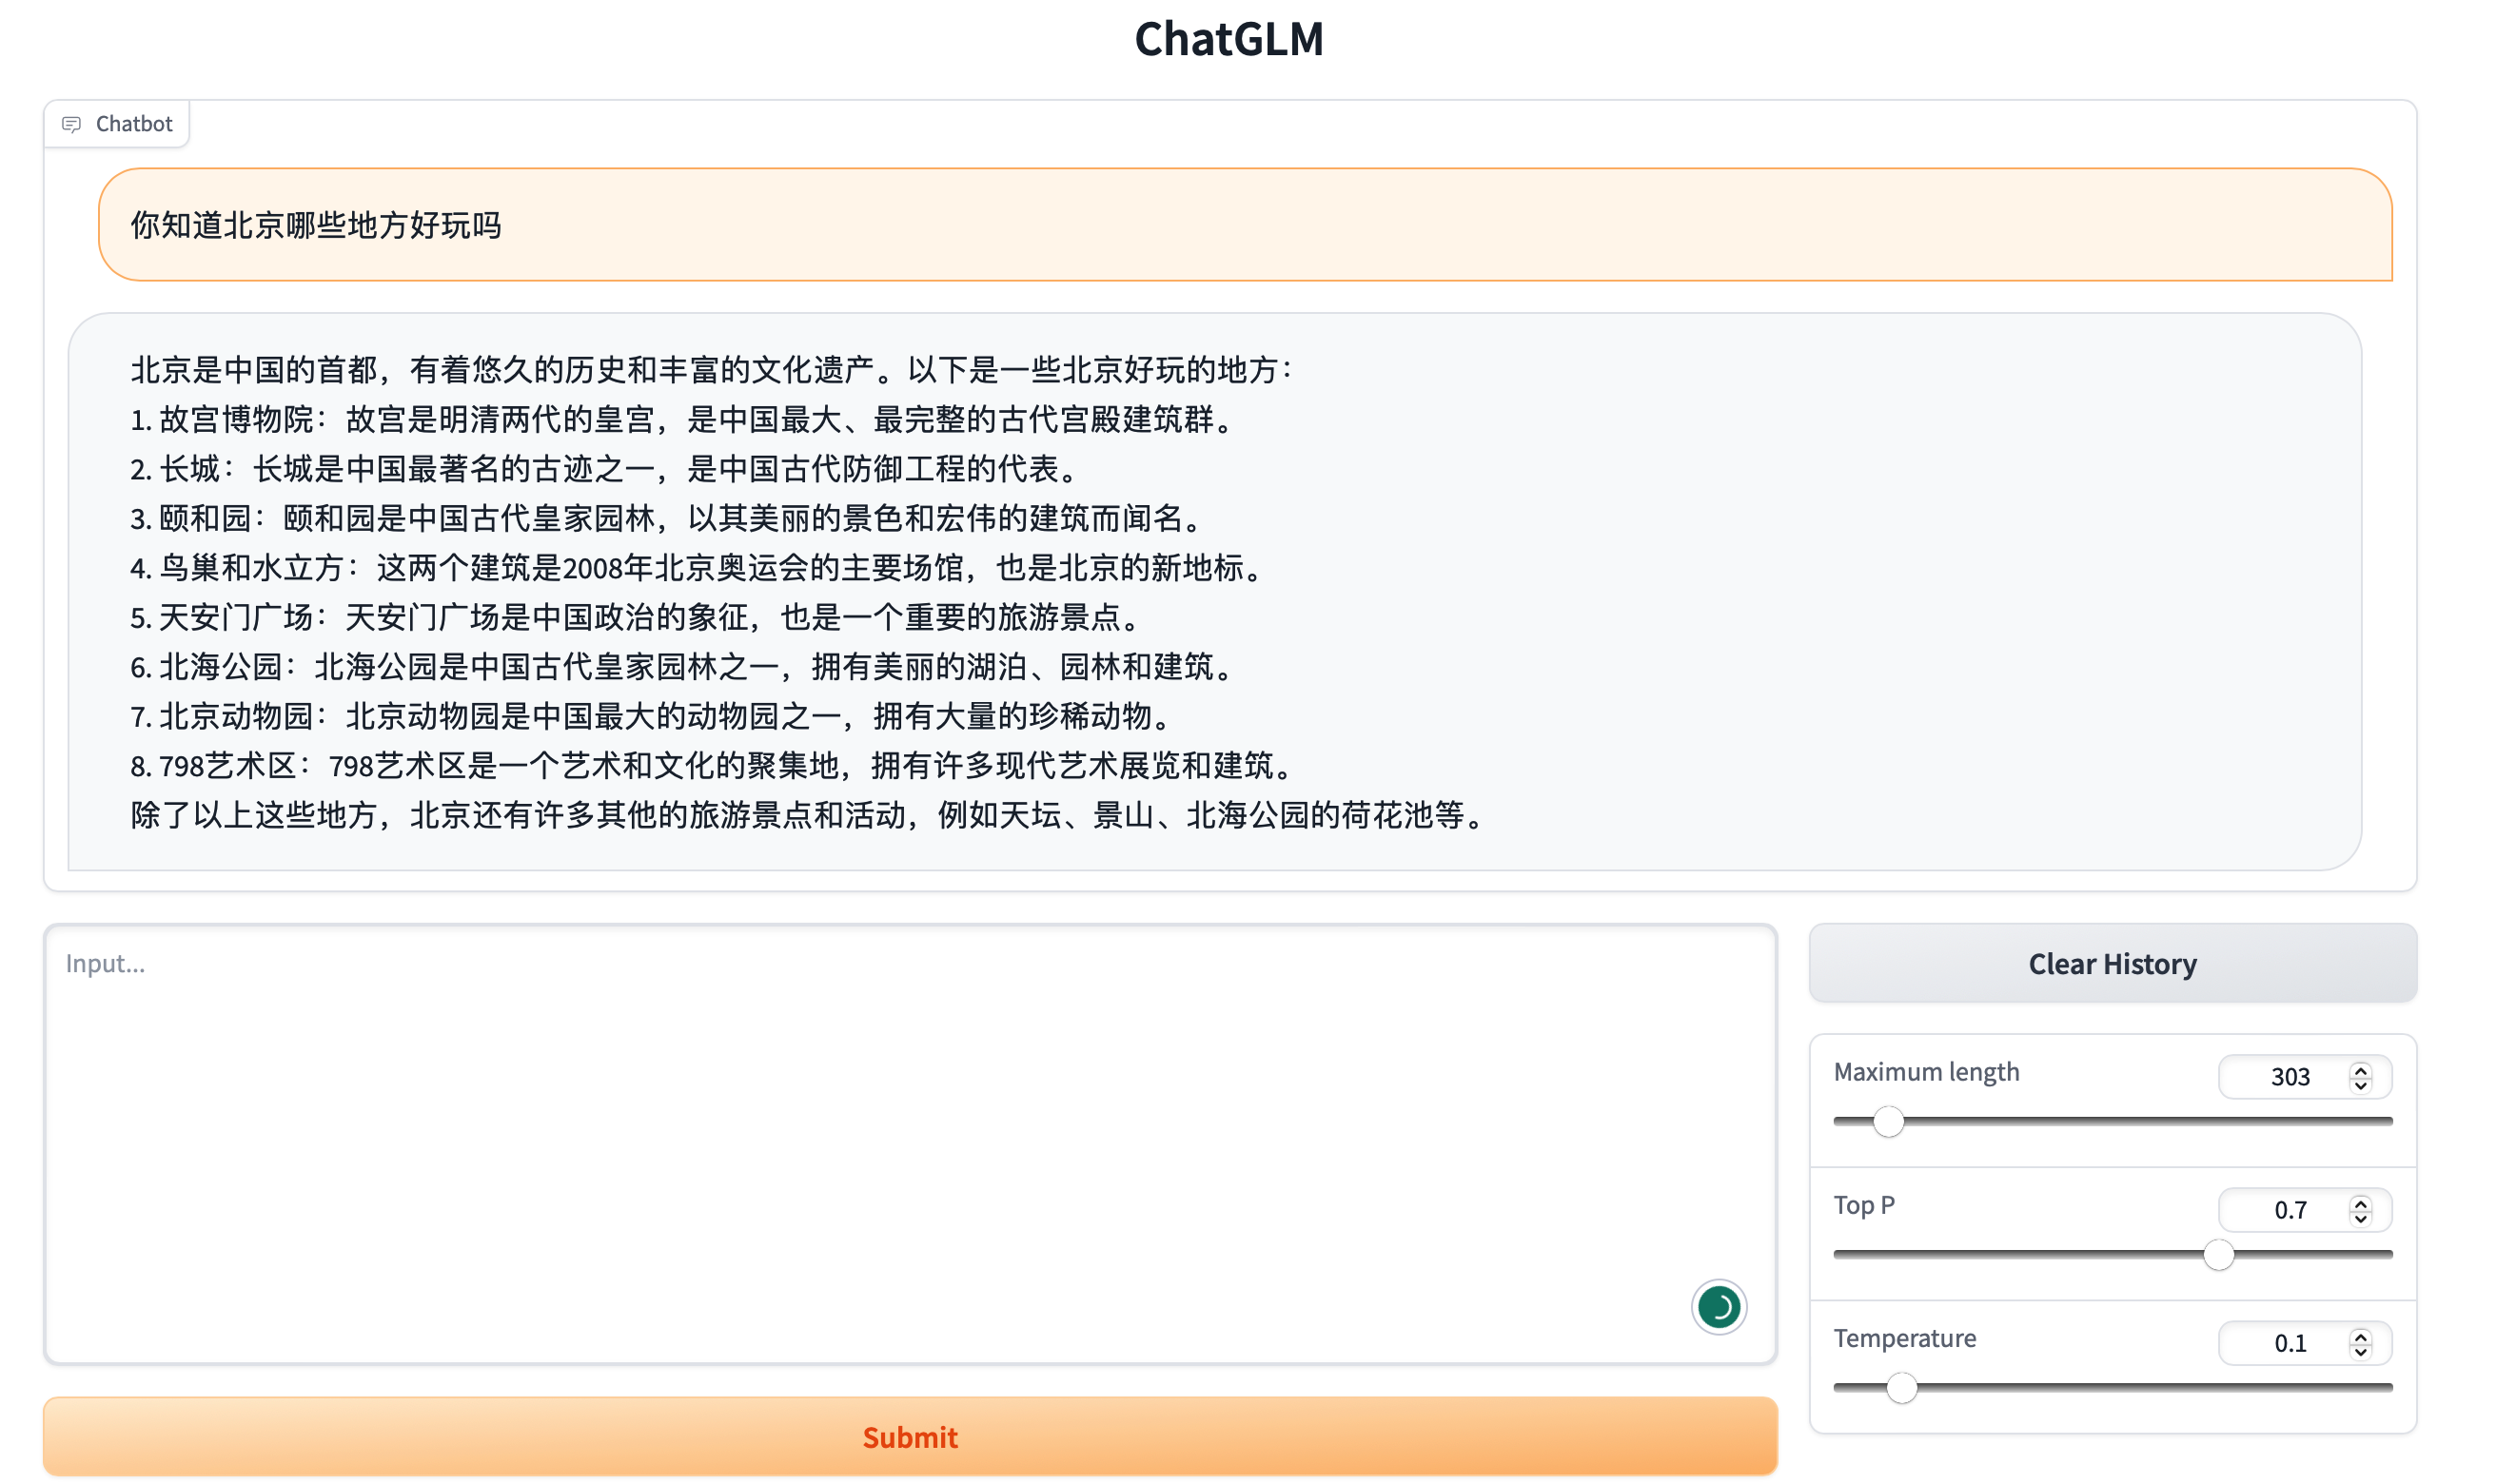 ChatGLM
Chatbot
你知道北京哪些地方好玩吗
北京是中国的首都，有着悠久的历史和丰富的文化遗产。以下是一些北京好玩的地方：
1. 故宫博物院：故宫是明清两代的皇宫，是中国最大、最完整的古代宫殿建筑群。
2. 长城：长城是中国最著名的古迹之一，是中国古代防御工程的代表。
3. 颐和园：颐和园是中国古代皇家园林，以其美丽的景色和宏伟的建筑而闻名。
4. 鸟巢和水立方：这两个建筑是2008年北京奥运会的主要场馆，也是北京的新地标。
5. 天安门广场：天安门广场是中国政治的象征，也是一个重要的旅游景点。
6. 北海公园：北海公园是中国古代皇家园林之一，拥有美丽的湖泊、园林和建筑。
7. 北京动物园：北京动物园是中国最大的动物园之一，拥有大量的珍稀动物。
8. 798艺术区：798艺术区是一个艺术和文化的聚集地，拥有许多现代艺术展览和建筑。
除了以上这些地方，北京还有许多其他的旅游景点和活动，例如天坛、景山、北海公园的荷花池等。
Input...
Clear History
Maximum length
303
Top P
0.7
Temperature
0.1
Submit